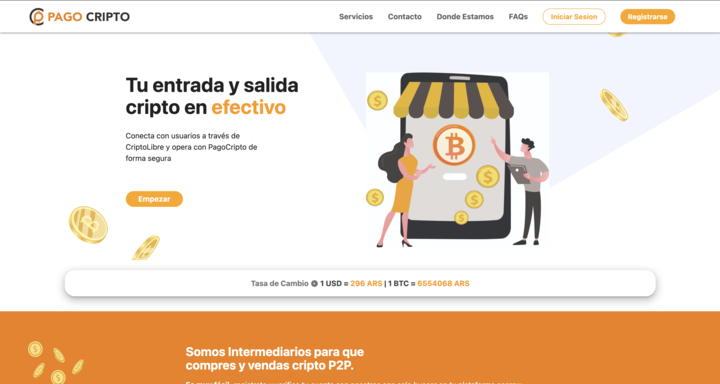 PAGO CRIPTO
Servicios Contacto Donde Estamos FAQs Iniciar Sesion Registrarse
Tu entrada y salida
cripto en efectivo
Conecta con usuarios a través de
CriptoLibre y opera con PagoCripto de
forma segura
Empezar
Tasa de Cambio 1 USD = 296 ARS | 1 BTC = 6554068 ARS
Somos Intermediarios para que
compres y vendas cripto P2P.